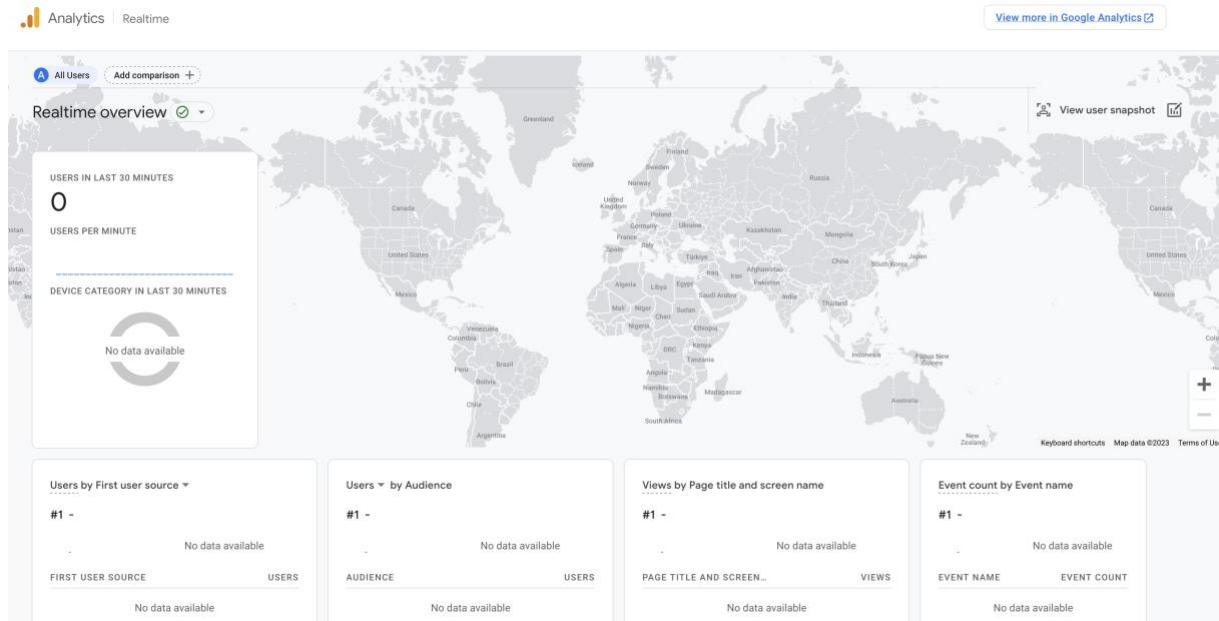 Analytics Realtime
View more in Google Analytics
A All Users Add comparison +
Realtime overview
View user snapshot
USERS IN LAST 30 MINUTES
0
USERS PER MINUTE
DEVICE CATEGORY IN LAST 30 MINUTES
No data available
Greenland
Iceland
Finland
Sweden
Norway
Russia
United
Kingdom
Poland
Germany
Ukraine
France
Spain
Italy
Türkiye
Kazakhstan
Mongolia
China
South Korea
Japan
Iraq
Iran
Afghanistan
Pakistan
Algeria
Libya
Egypt
Saudi Arabia
India
Thailand
Mali
Niger
Chad
Sudan
Nigeria
Ethiopia
DRC
Kenya
Tanzania
Angola
Namibia
Botswana
Madagascar
South Africa
Indonesia
Papua New
Guinea
Australia
New
Zealand
Canada
United States
Mexico
Venezuela
Colombia
Peru
Brazil
Bolivia
Chile
Argentina
Canada
United States
Mexico
Keyboard shortcuts Map data ©2023 Terms of Use
Users by First user source
#1 -
-
No data available
FIRST USER SOURCE USERS
No data available
Users by Audience
#1 -
-
No data available
AUDIENCE USERS
No data available
Views by Page title and screen name
#1 -
-
No data available
PAGE TITLE AND SCREEN... VIEWS
No data available
Event count by Event name
#1 -
-
No data available
EVENT NAME EVENT COUNT
No data available